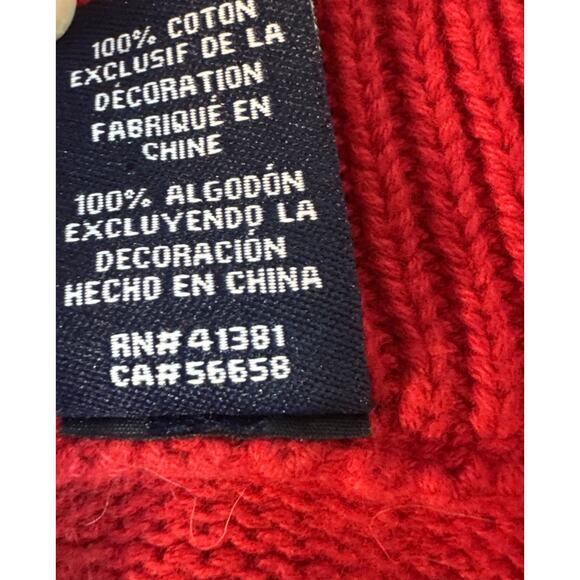 100% COTON
EXCLUSIF DE LA
DÉCORATION
FABRIQUÉ EN
CHINE
100% ALGODÓN
EXCLUYENDO LA
DECORACIÓN
HECHO EN CHINA
RN# 41381
CA# 56658